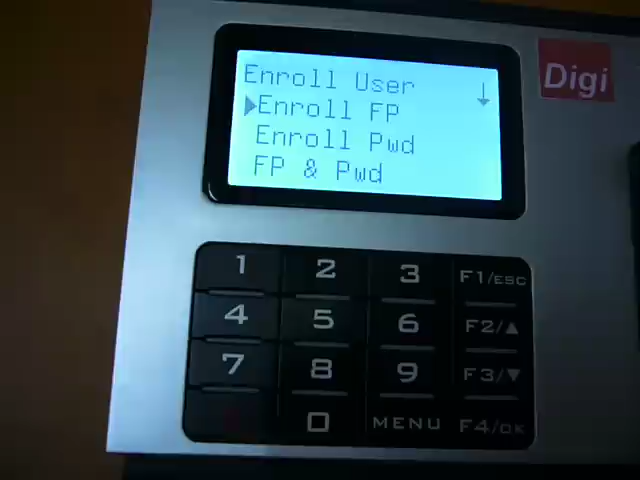 Enroll User ↓
▶Enroll FP
Enroll Pwd
FP & Pwd
Digi
1 2 3 F1/ESC
4 5 6 F2/▲
7 8 9 F3/▼
0 MENU F4/OK